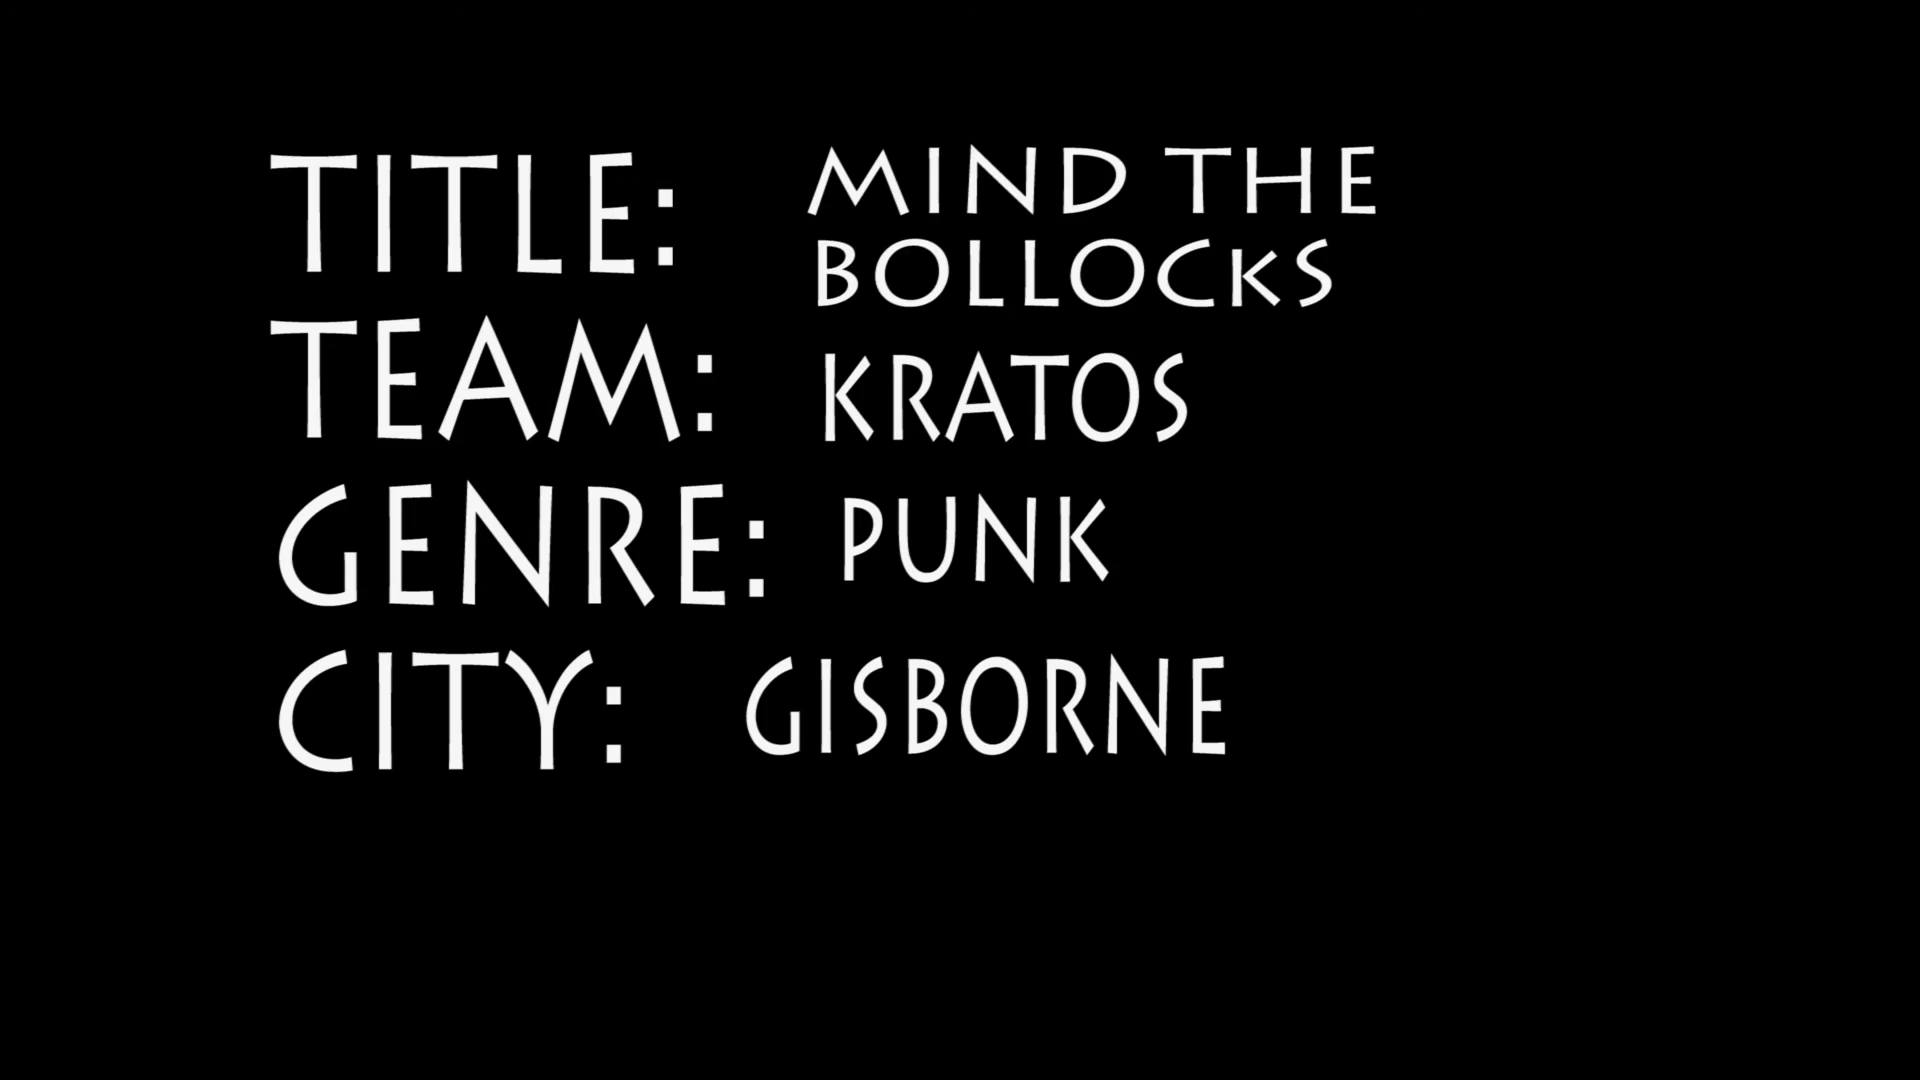 TITLE: MIND THE
BOLLOCKS
TEAM: KRATOS
GENRE: PUNK
CITY: GISBORNE